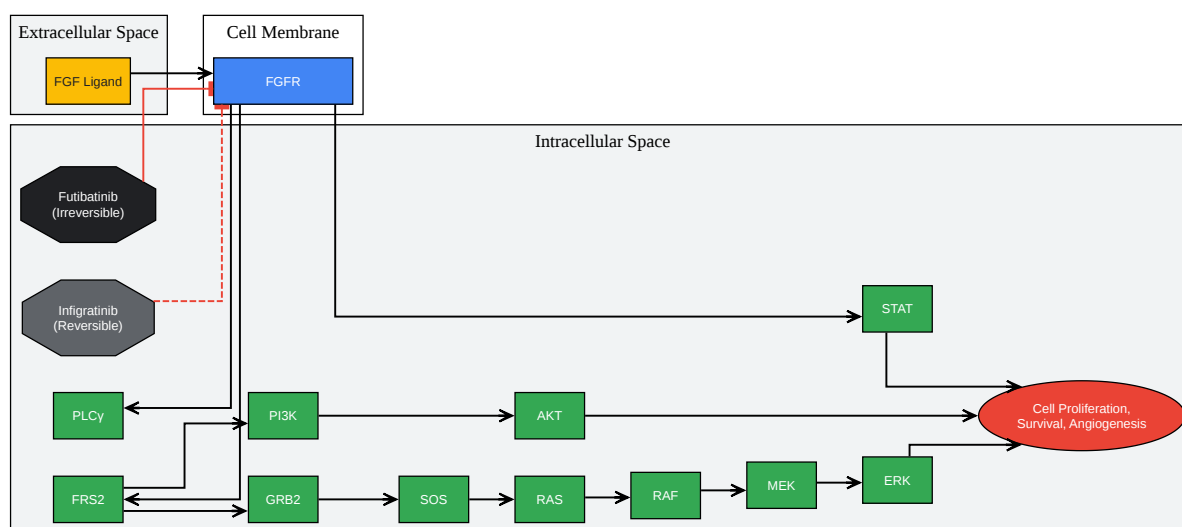 Extracellular Space
Cell Membrane
FGF Ligand
FGFR
Intracellular Space
Futibatinib
(Irreversible)
Infigratinib
(Reversible)
STAT
PLCγ
PI3K
AKT
Cell Proliferation,
Survival, Angiogenesis
FRS2
GRB2
SOS
RAS
RAF
MEK
ERK